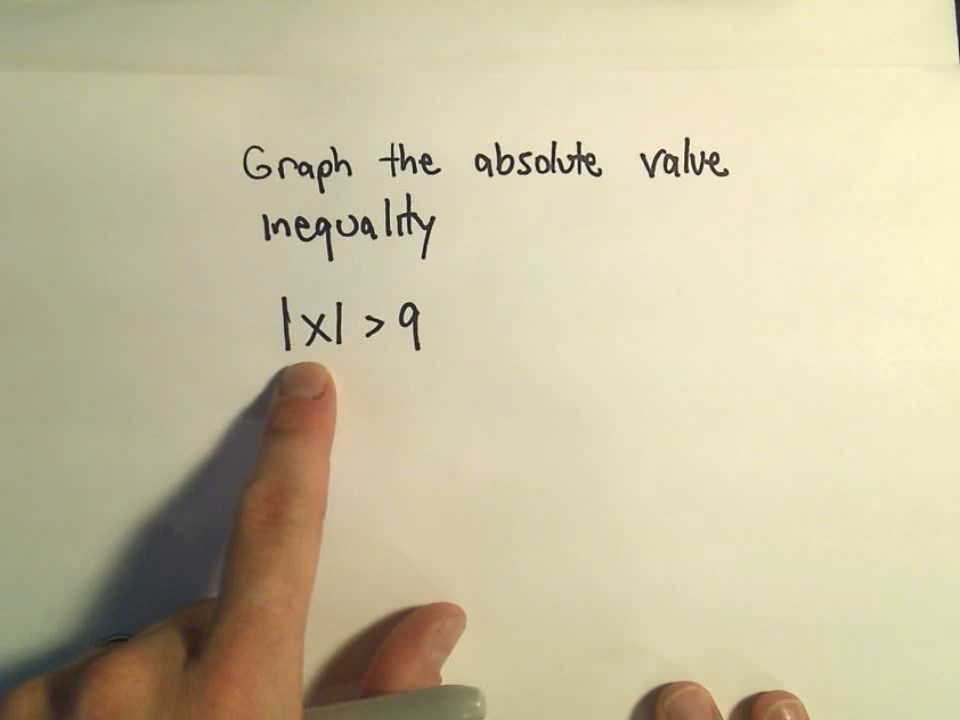 Graph the absolute value
inequality
|x| > 9